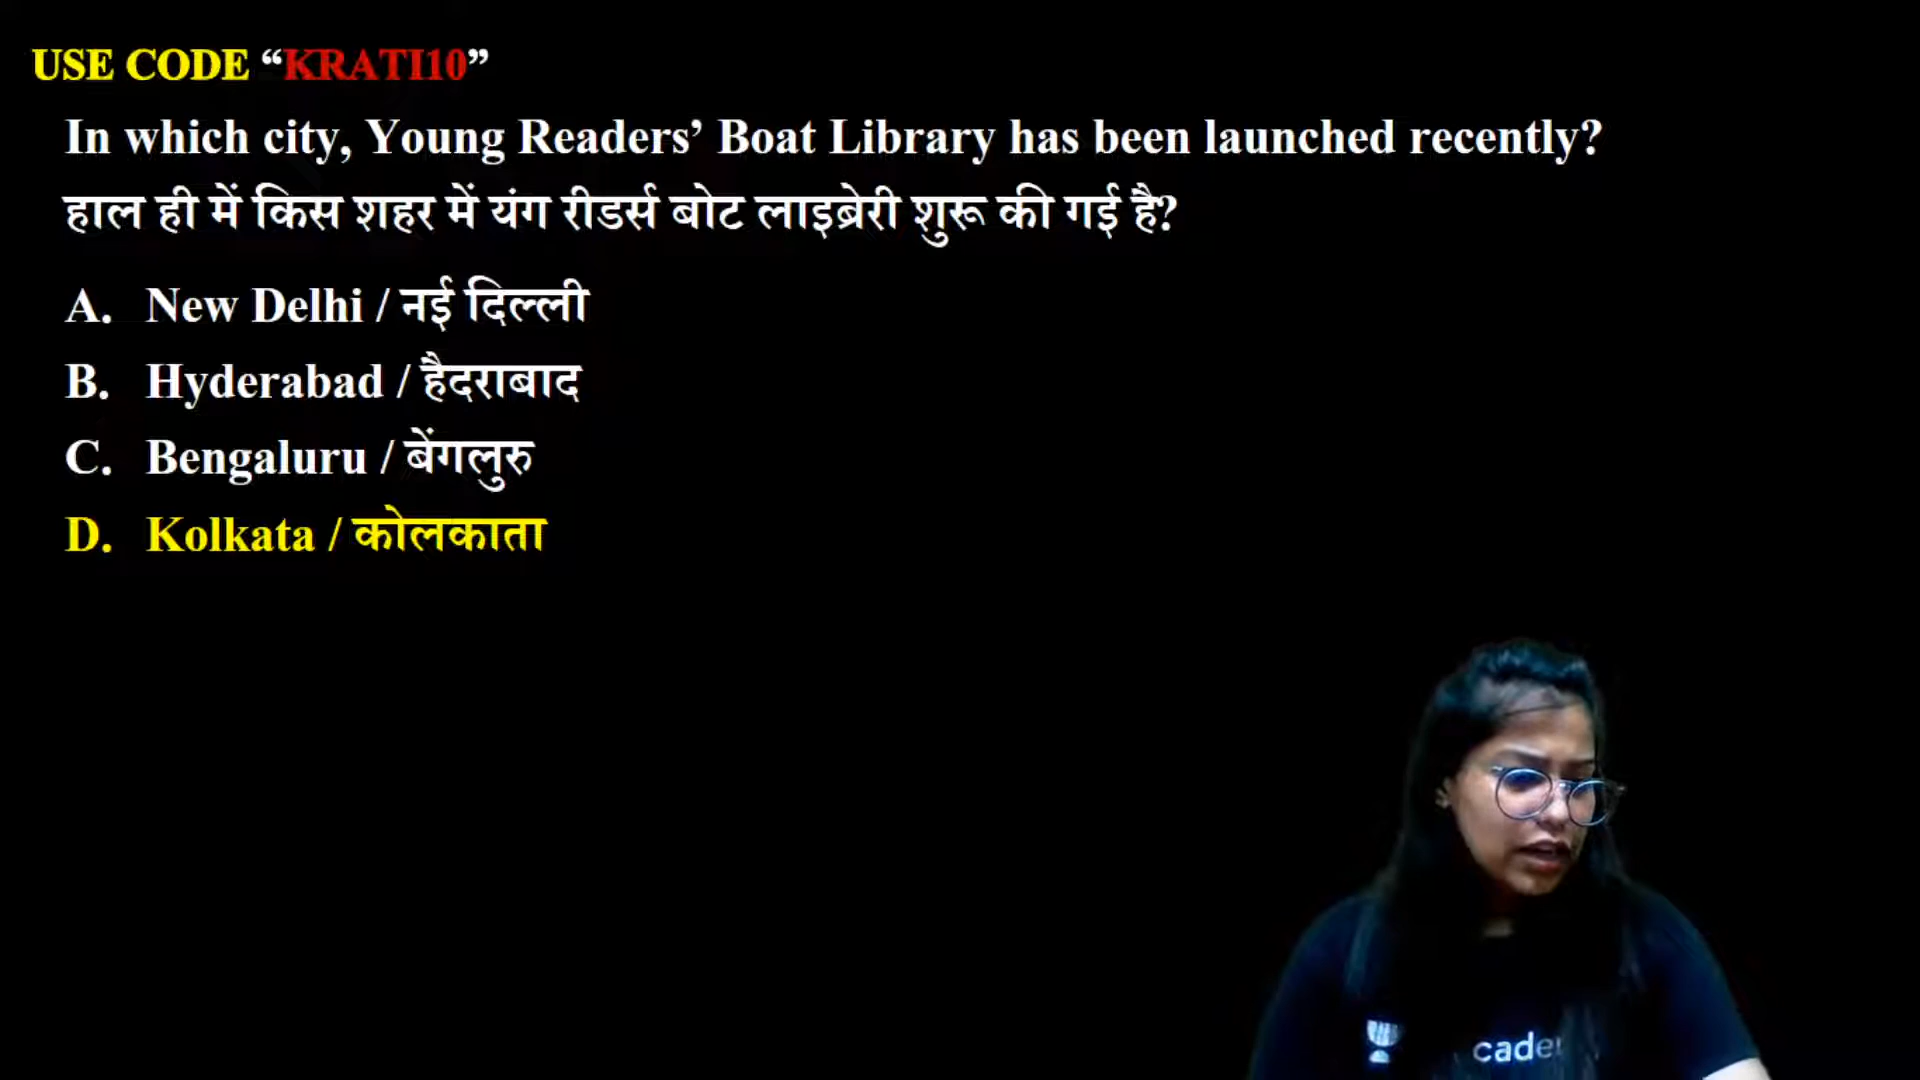 USE CODE “KRATI10”
In which city, Young Readers’ Boat Library has been launched recently?
हाल ही में किस शहर में यंग रीडर्स बोट लाइब्रेरी शुरू की गई है?
A. New Delhi / नई दिल्ली
B. Hyderabad / हैदराबाद
C. Bengaluru / बेंगलुरु
D. Kolkata / कोलकाता